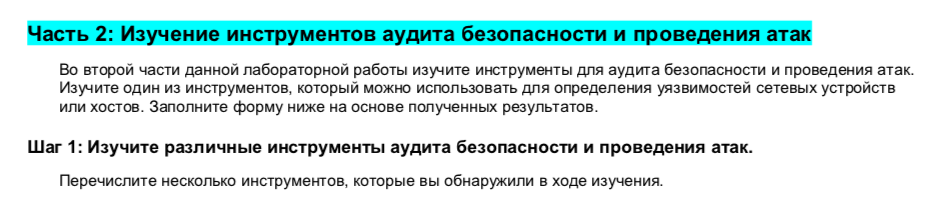 Часть 2: Изучение инструментов аудита безопасности и проведения атак
Во второй части данной лабораторной работы изучите инструменты для аудита безопасности и проведения атак.
Изучите один из инструментов, который можно использовать для определения уязвимостей сетевых устройств
или хостов. Заполните форму ниже на основе полученных результатов.
Шаг 1: Изучите различные инструменты аудита безопасности и проведения атак.
Перечислите несколько инструментов, которые вы обнаружили в ходе изучения.